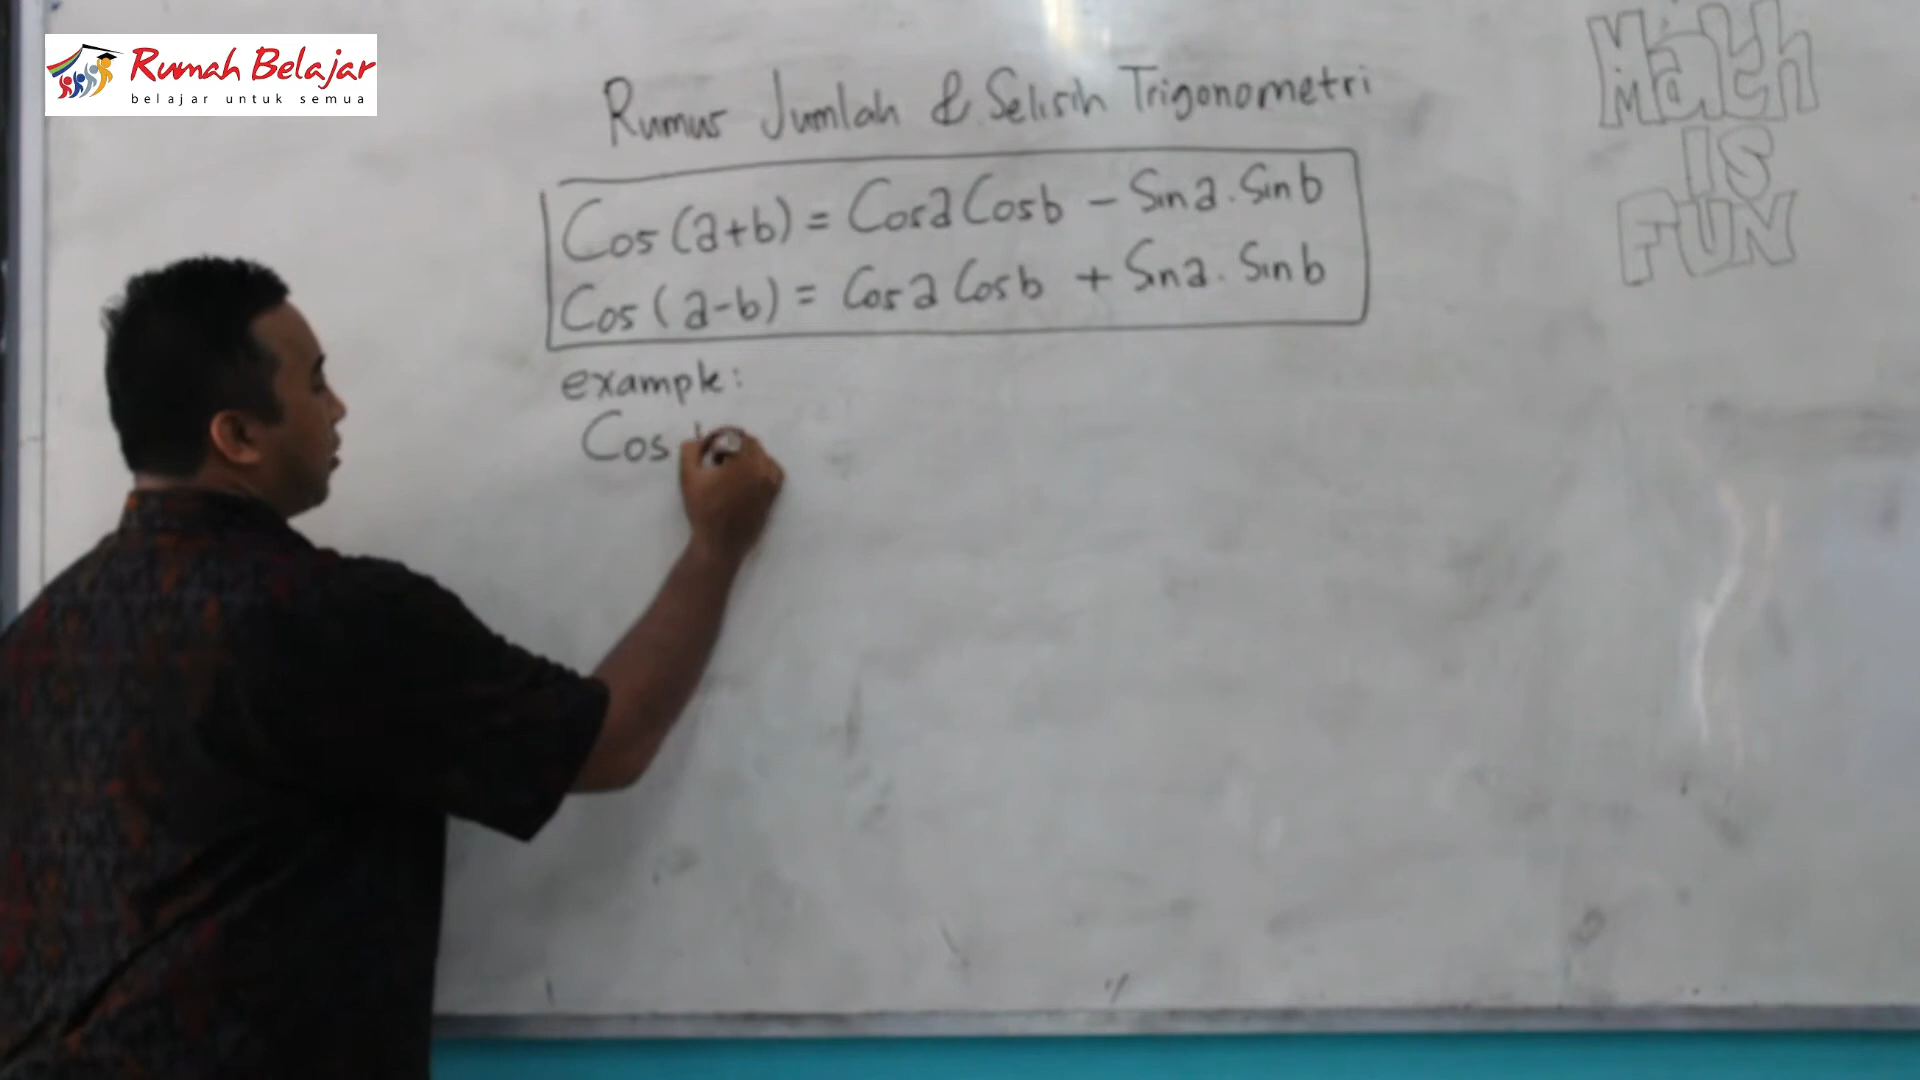 Rumah Belajar
belajar untuk semua
Rumus Jumlah & Selisih Trigonometri
Cos (a+b) = Cos a Cos b - Sin a . Sin b
Cos (a-b) = Cos a Cos b + Sin a . Sin b
example:
Cos
Math
IS
FUN